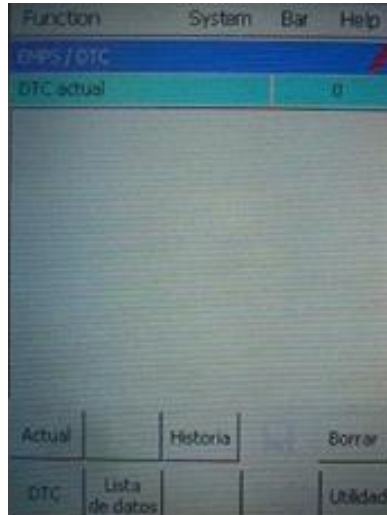 Function System Bar Help
EMPS / DTC
DTC actual 0
Actual Historia Borrar
DTC Lista de datos Utilidad